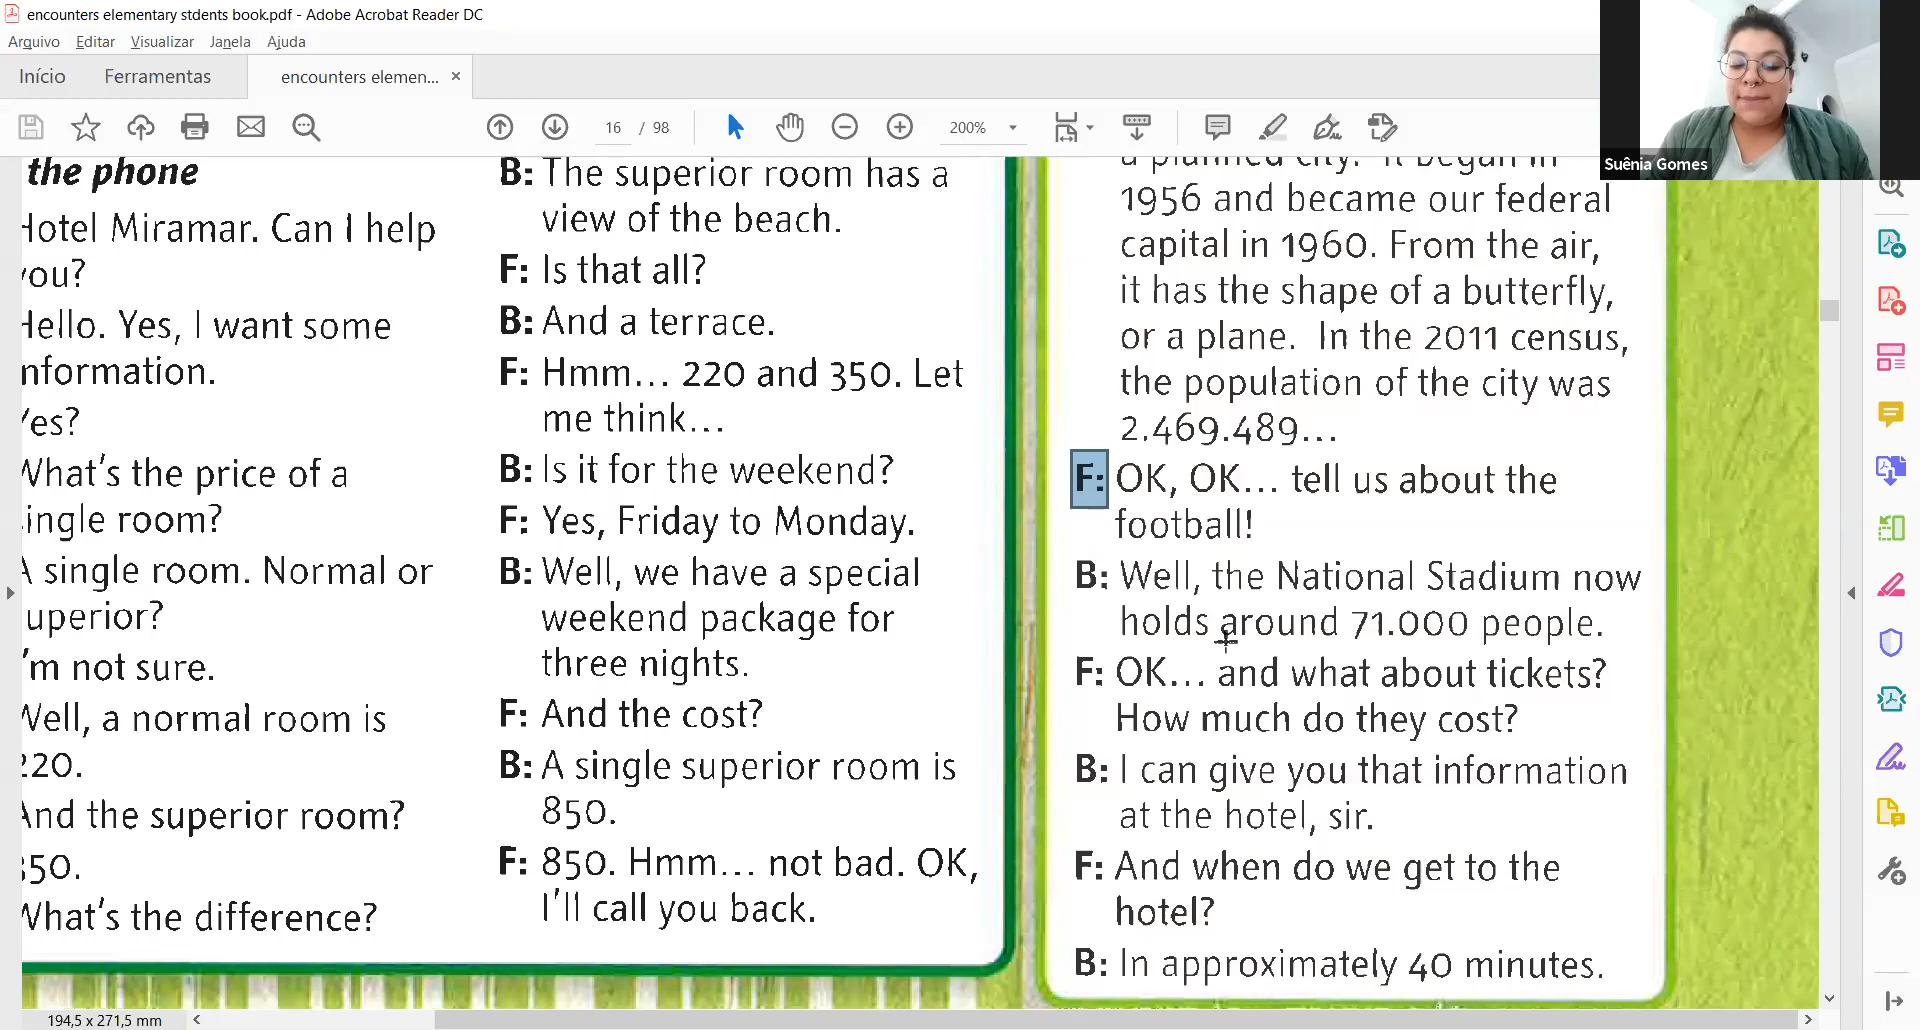 encounters elementary stdents book.pdf - Adobe Acrobat Reader DC
Arquivo Editar Visualizar Janela Ajuda
Início Ferramentas encounters elemen... ×
16 / 98 200%
Suênia Gomes
the phone
Hotel Miramar. Can I help
you?
Hello. Yes, I want some
nformation.
Yes?
What's the price of a
ingle room?
A single room. Normal or
uperior?
'm not sure.
Well, a normal room is
220.
And the superior room?
350.
What's the difference?
B: The superior room has a
view of the beach.
F: Is that all?
B: And a terrace.
F: Hmm... 220 and 350. Let
me think...
B: Is it for the weekend?
F: Yes, Friday to Monday.
B: Well, we have a special
weekend package for
three nights.
F: And the cost?
B: A single superior room is
850.
F: 850. Hmm... not bad. OK,
I'll call you back.
a planned city. It began in
1956 and became our federal
capital in 1960. From the air,
it has the shape of a butterfly,
or a plane. In the 2011 census,
the population of the city was
2.469.489...
F: OK, OK... tell us about the
football!
B: Well, the National Stadium now
holds around 71.000 people.
F: OK... and what about tickets?
How much do they cost?
B: I can give you that information
at the hotel, sir.
F: And when do we get to the
hotel?
B: In approximately 40 minutes.
194,5 x 271,5 mm